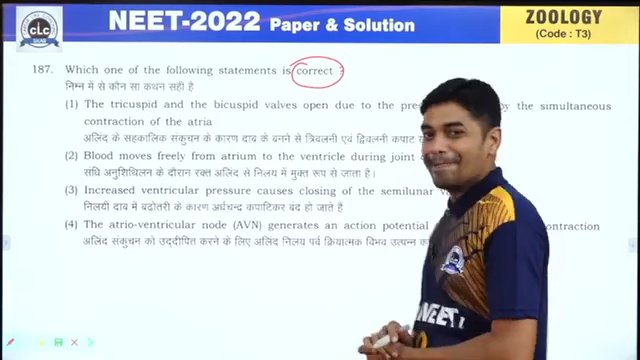 CLC
SIKAR
NEET-2022 Paper & Solution
ZOOLOGY
(Code : T3)
187. Which one of the following statements is correct ?
निम्न में से कौन सा कथन सही है
(1) The tricuspid and the bicuspid valves open due to the pres by the simultaneous
contraction of the atria
अलिंद के सहकालिक संकुचन के कारण दाब के बनने से त्रिवलनी एवं द्विवलनी कपाट
(2) Blood moves freely from atrium to the ventricle during joint
संधि अनुशिथिलन के दौरान रक्त अलिंद से निलय में मुक्त रूप से जाता है।
(3) Increased ventricular pressure causes closing of the semilunar
निलयी दाब में बढ़ोतरी के कारण अर्धचन्द्र कपाटिकर बंद हो जाते है
(4) The atrio-ventricular node (AVN) generates an action potential contraction
अलिंद संकुचन को उद्दीपित करने के लिए अलिंद निलय पर्व क्रियात्मक विभव उत्पन्न
NEET